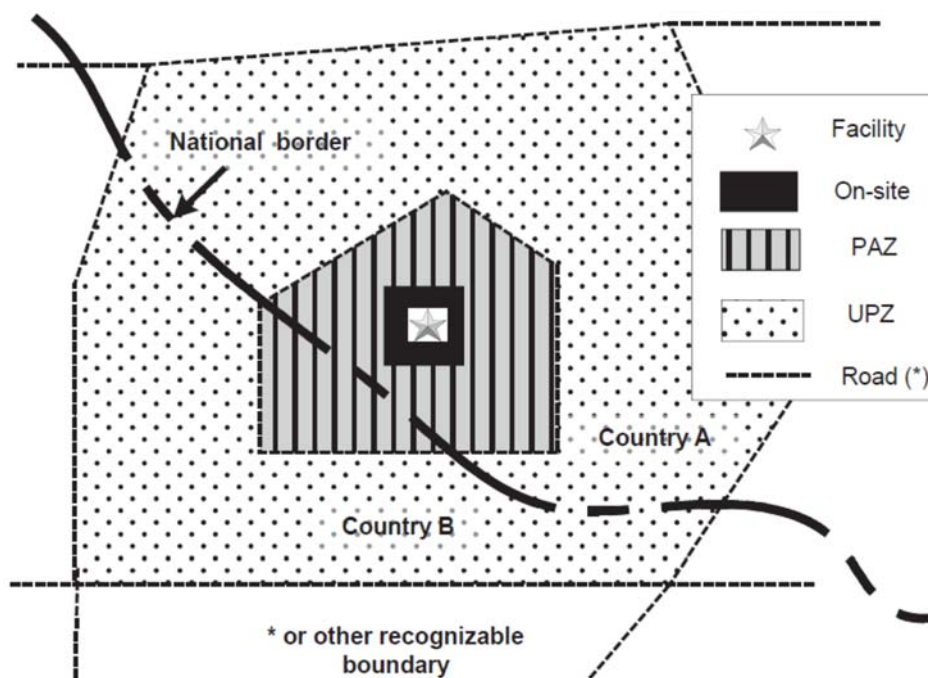 National border
Facility
On-site
PAZ
UPZ
Road (*)
Country A
Country B
* or other recognizable
boundary